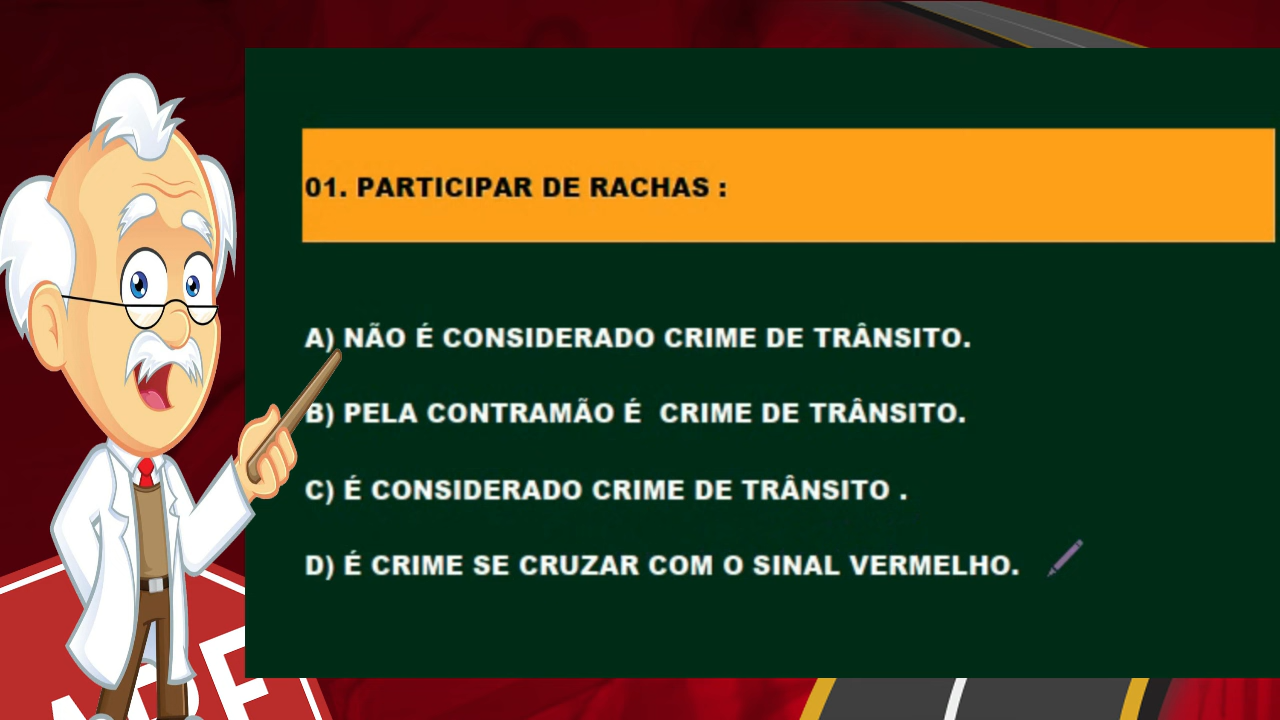 01. PARTICIPAR DE RACHAS :
A) NÃO É CONSIDERADO CRIME DE TRÂNSITO.
B) PELA CONTRAMÃO É  CRIME DE TRÂNSITO.
C) É CONSIDERADO CRIME DE TRÂNSITO .
D) É CRIME SE CRUZAR COM O SINAL VERMELHO.